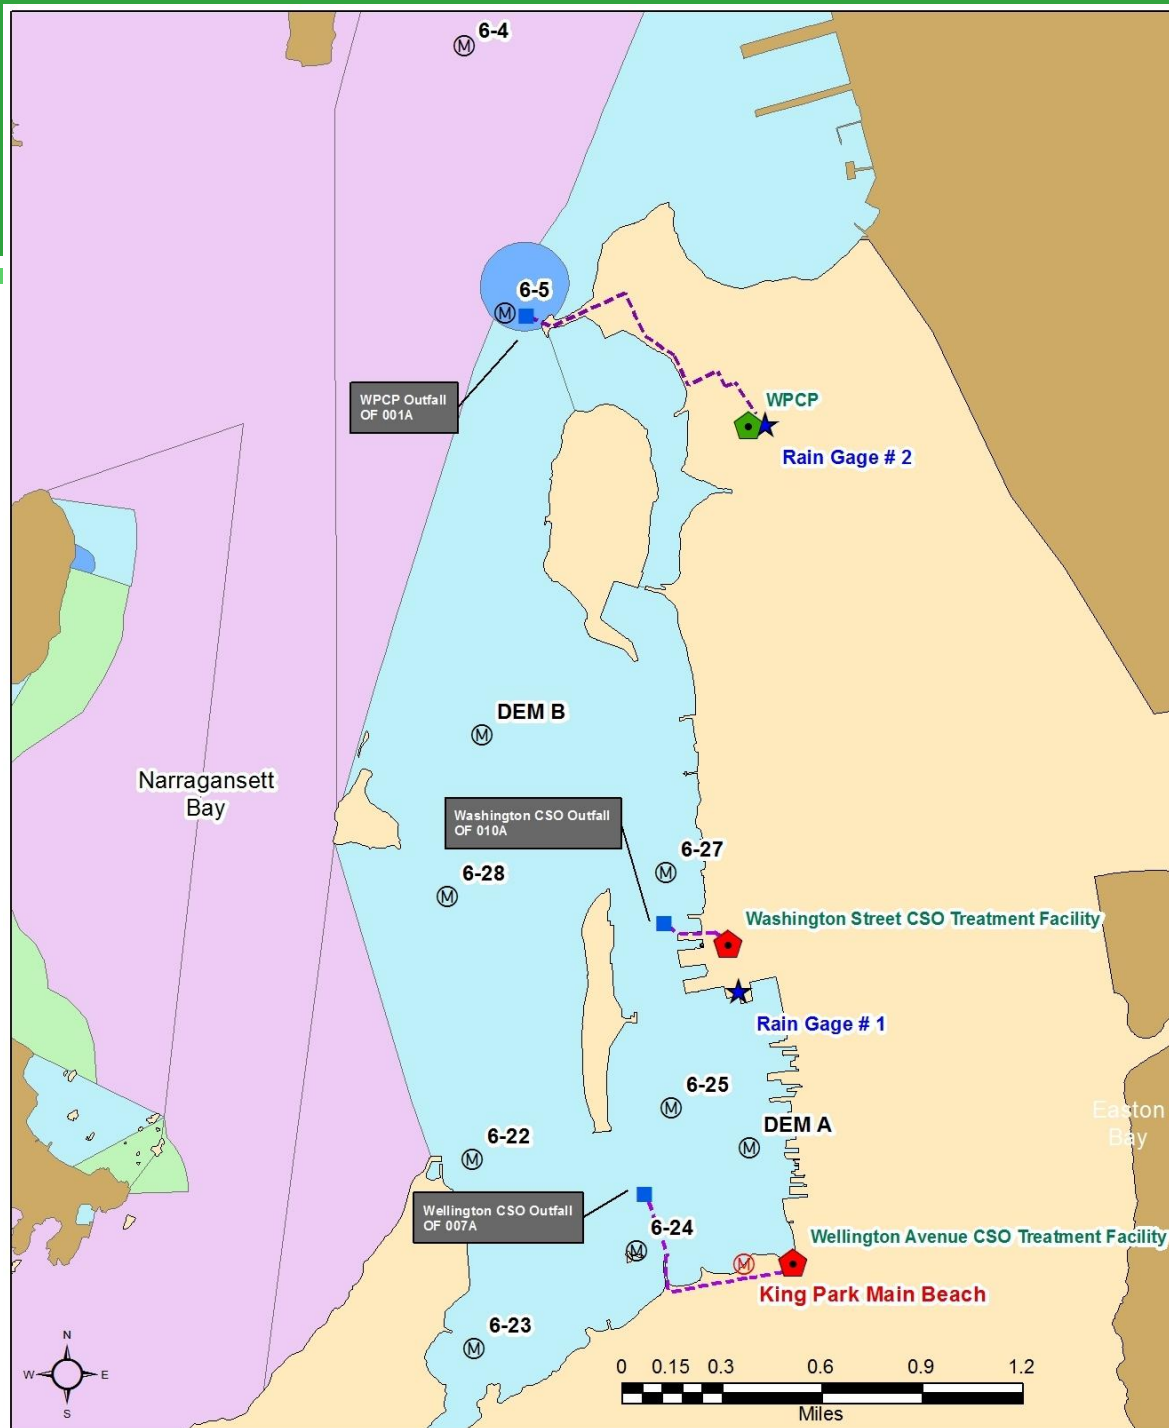 6-4
6-5
WPCP Outfall
OF 001A
WPCP
Rain Gage # 2
DEM B
Narragansett
Bay
Washington CSO Outfall
OF 010A
6-27
6-28
Washington Street CSO Treatment Facility
Rain Gage # 1
6-25
DEM A
Easton
Bay
6-22
Wellington CSO Outfall
OF 007A
6-24
Wellington Avenue CSO Treatment Facility
King Park Main Beach
6-23
N
W E
S
0 0.15 0.3 0.6 0.9 1.2
Miles
M
M
M
M
M
M
M
M
M
M
M